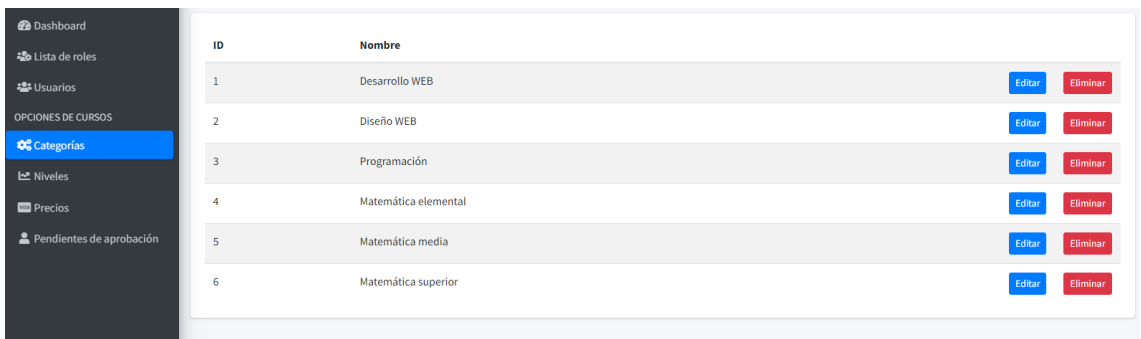 Dashboard
Lista de roles
Usuarios
OPCIONES DE CURSOS
Categorías
Niveles
VISA Precios
Pendientes de aprobación
ID Nombre
1 Desarrollo WEB Editar Eliminar
2 Diseño WEB Editar Eliminar
3 Programación Editar Eliminar
4 Matemática elemental Editar Eliminar
5 Matemática media Editar Eliminar
6 Matemática superior Editar Eliminar